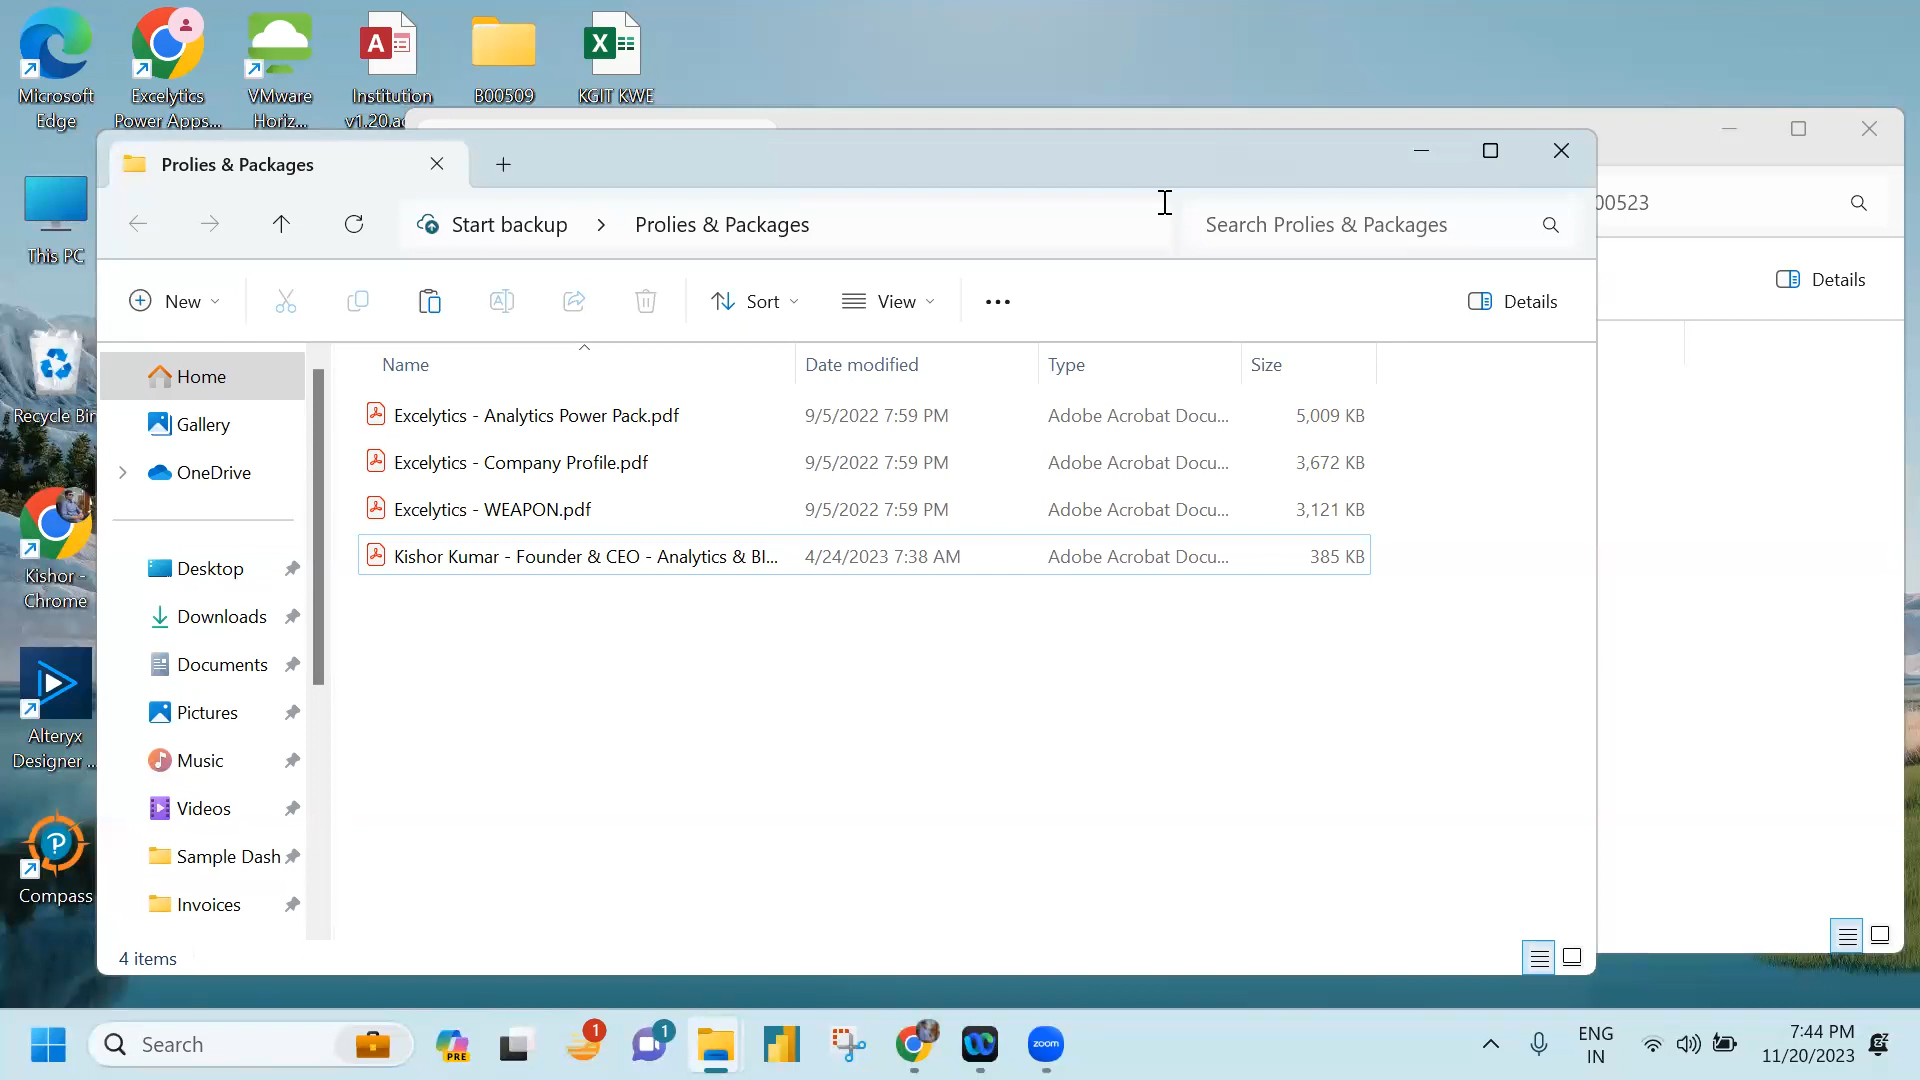 Microsoft
Edge
Excelytics
Power Apps...
VMware
Horiz...
Institution
v1.20.ac
B00509
KGIT KWE
This PC
Recycle Bin
Kishor -
Chrome
Alteryx
Designer ...
Compass
Prolies & Packages
Start backup
Prolies & Packages
Search Prolies & Packages
00523
New
Sort
View
Details
Details
Home
Gallery
OneDrive
Desktop
Downloads
Documents
Pictures
Music
Videos
Sample Dash
Invoices
Name Date modified Type Size
Excelytics - Analytics Power Pack.pdf 9/5/2022 7:59 PM Adobe Acrobat Docu... 5,009 KB
Excelytics - Company Profile.pdf 9/5/2022 7:59 PM Adobe Acrobat Docu... 3,672 KB
Excelytics - WEAPON.pdf 9/5/2022 7:59 PM Adobe Acrobat Docu... 3,121 KB
Kishor Kumar - Founder & CEO - Analytics & BI... 4/24/2023 7:38 AM Adobe Acrobat Docu... 385 KB
4 items
Search
PRE
1
1
zoom
ENG
IN
7:44 PM
11/20/2023